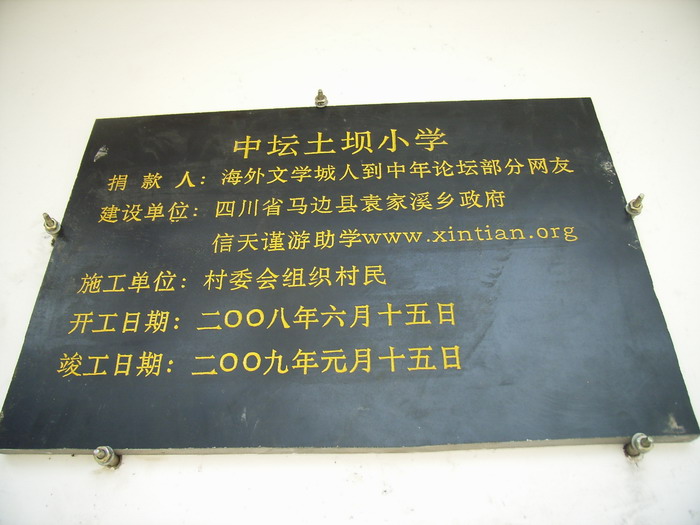 中坛土坝小学
捐 款 人：海外文学城人到中年论坛部分网友
建设单位：四川省马边县袁家溪乡政府
信天谨游助学www.xintian.org
施工单位：村委会组织村民
开工日期：二OO八年六月十五日
竣工日期：二OO九年元月十五日